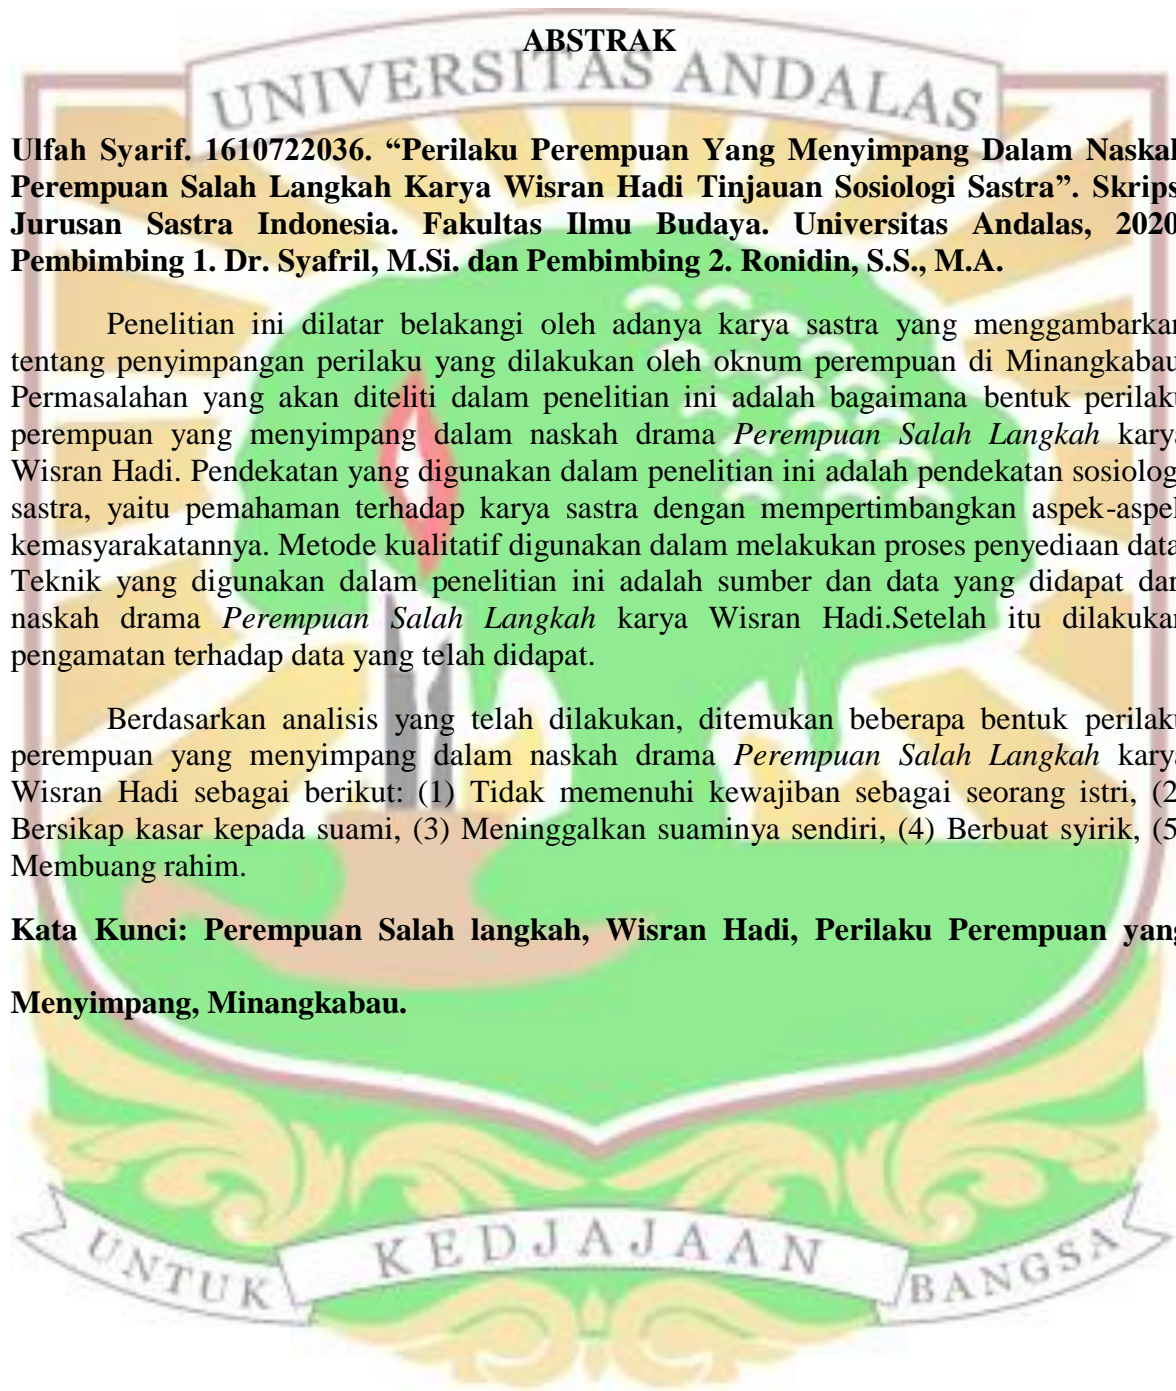 ABSTRAK
UNIVERSITAS ANDALAS
Ulfah Syarif. 1610722036. “Perilaku Perempuan Yang Menyimpang Dalam Naskah
Perempuan Salah Langkah Karya Wisran Hadi Tinjauan Sosiologi Sastra”. Skripsi
Jurusan Sastra Indonesia. Fakultas Ilmu Budaya. Universitas Andalas, 2020
Pembimbing 1. Dr. Syafril, M.Si. dan Pembimbing 2. Ronidin, S.S., M.A.
Penelitian ini dilatar belakangi oleh adanya karya sastra yang menggambarkan
tentang penyimpangan perilaku yang dilakukan oleh oknum perempuan di Minangkabau
Permasalahan yang akan diteliti dalam penelitian ini adalah bagaimana bentuk perilaku
perempuan yang menyimpang dalam naskah drama Perempuan Salah Langkah karya
Wisran Hadi. Pendekatan yang digunakan dalam penelitian ini adalah pendekatan sosiologi
sastra, yaitu pemahaman terhadap karya sastra dengan mempertimbangkan aspek-aspek
kemasyarakatannya. Metode kualitatif digunakan dalam melakukan proses penyediaan data
Teknik yang digunakan dalam penelitian ini adalah sumber dan data yang didapat dari
naskah drama Perempuan Salah Langkah karya Wisran Hadi.Setelah itu dilakukan
pengamatan terhadap data yang telah didapat.
Berdasarkan analisis yang telah dilakukan, ditemukan beberapa bentuk perilaku
perempuan yang menyimpang dalam naskah drama Perempuan Salah Langkah karya
Wisran Hadi sebagai berikut: (1) Tidak memenuhi kewajiban sebagai seorang istri, (2)
Bersikap kasar kepada suami, (3) Meninggalkan suaminya sendiri, (4) Berbuat syirik, (5)
Membuang rahim.
Kata Kunci: Perempuan Salah langkah, Wisran Hadi, Perilaku Perempuan yang
Menyimpang, Minangkabau.
UNTUK KEDJAJAAN BANGSA